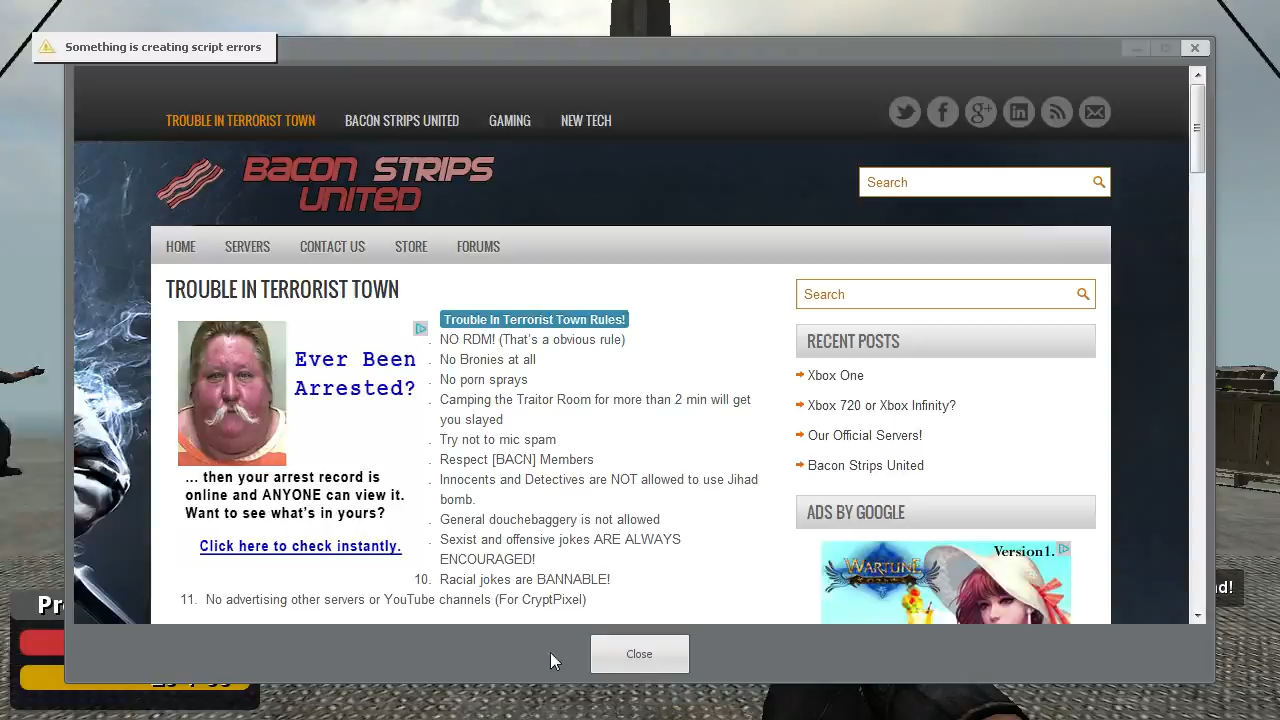 Something is creating script errors
TROUBLE IN TERRORIST TOWN BACON STRIPS UNITED GAMING NEW TECH
BACON STRIPS
UNITED
Search
HOME SERVERS CONTACT US STORE FORUMS
TROUBLE IN TERRORIST TOWN
Ever Been
Arrested?
... then your arrest record is
online and ANYONE can view it.
Want to see what's in yours?
Click here to check instantly.
Trouble In Terrorist Town Rules!
. NO RDM! (That's a obvious rule)
. No Bronies at all
. No porn sprays
. Camping the Traitor Room for more than 2 min will get
you slayed
. Try not to mic spam
. Respect [BACN] Members
. Innocents and Detectives are NOT allowed to use Jihad
bomb.
. General douchebaggery is not allowed
. Sexist and offensive jokes ARE ALWAYS
ENCOURAGED!
10. Racial jokes are BANNABLE!
11. No advertising other servers or YouTube channels (For CryptPixel)
Search
RECENT POSTS
Xbox One
Xbox 720 or Xbox Infinity?
Our Official Servers!
Bacon Strips United
ADS BY GOOGLE
WARTUNE
Version1.
Close